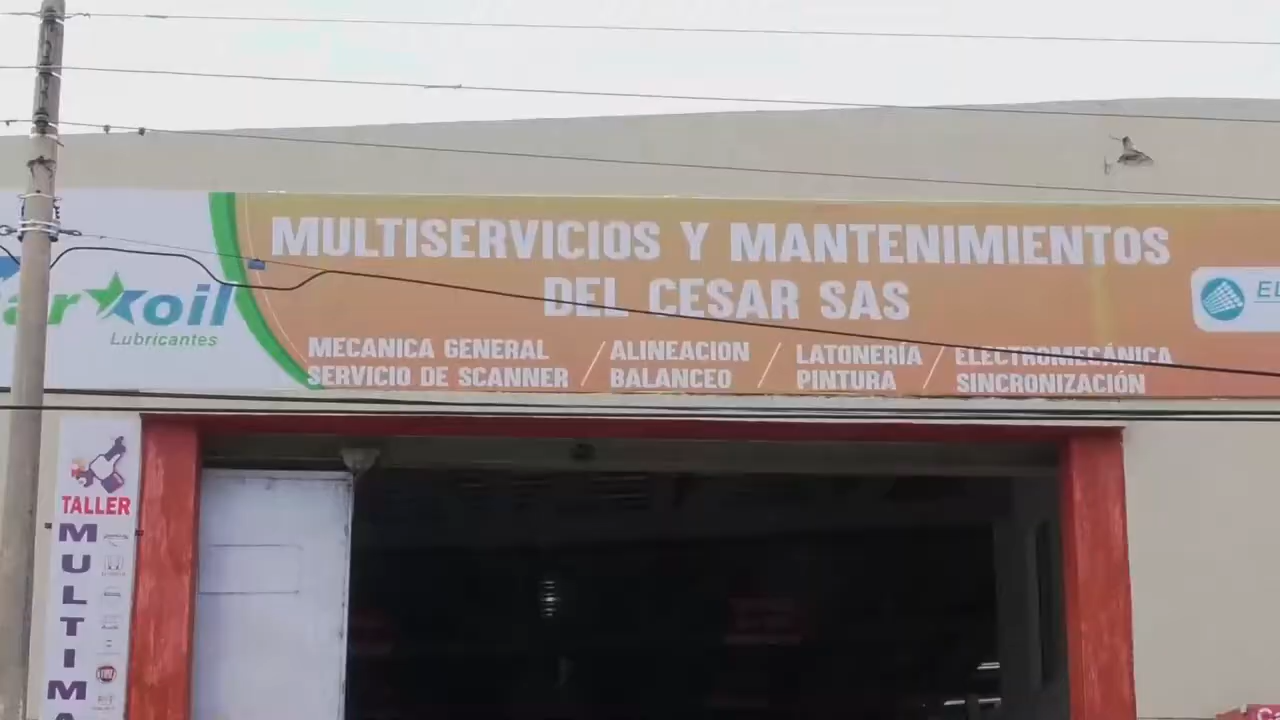 MULTISERVICIOS Y MANTENIMIENTOS
DEL CESAR SAS
ar oil
Lubricantes
MECANICA GENERAL
SERVICIO DE SCANNER
ALINEACION
BALANCEO
LATONERÍA
PINTURA
ELECTROMECÁNICA
SINCRONIZACIÓN
EL
TALLER
MULTIMA